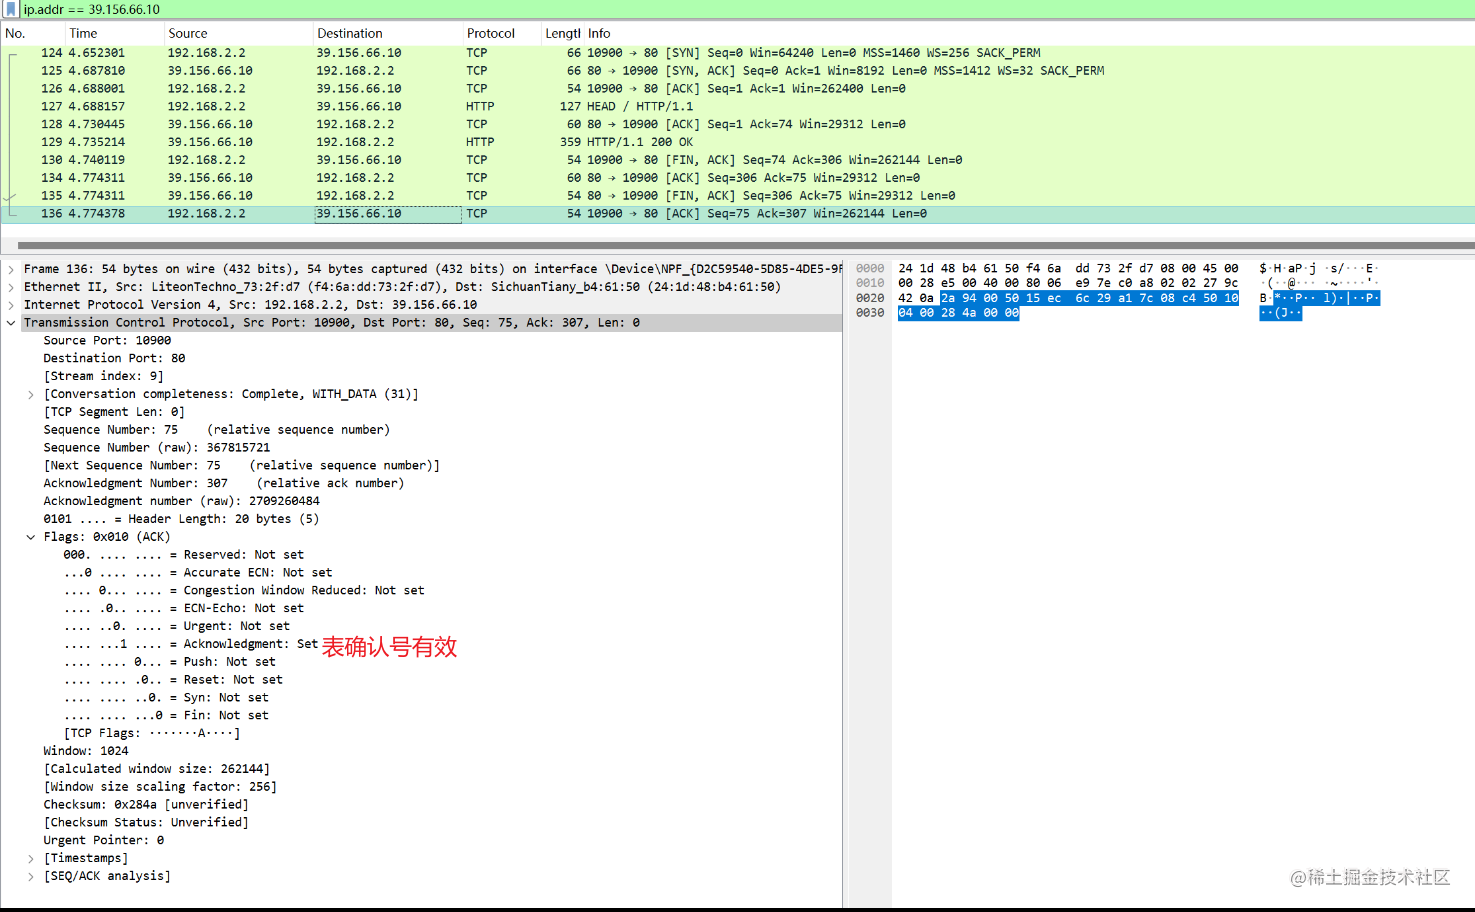 ip.addr == 39.156.66.10
No. Time Source Destination Protocol Lengtl Info
124 4.652301 192.168.2.2 39.156.66.10 TCP 66 10900 → 80 [SYN] Seq=0 Win=64240 Len=0 MSS=1460 WS=256 SACK_PERM
125 4.687810 39.156.66.10 192.168.2.2 TCP 66 80 → 10900 [SYN, ACK] Seq=0 Ack=1 Win=8192 Len=0 MSS=1412 WS=32 SACK_PERM
126 4.688001 192.168.2.2 39.156.66.10 TCP 54 10900 → 80 [ACK] Seq=1 Ack=1 Win=262400 Len=0
127 4.688157 192.168.2.2 39.156.66.10 HTTP 127 HEAD / HTTP/1.1
128 4.730445 39.156.66.10 192.168.2.2 TCP 60 80 → 10900 [ACK] Seq=1 Ack=74 Win=29312 Len=0
129 4.735214 39.156.66.10 192.168.2.2 HTTP 359 HTTP/1.1 200 OK
130 4.740119 192.168.2.2 39.156.66.10 TCP 54 10900 → 80 [FIN, ACK] Seq=74 Ack=306 Win=262144 Len=0
134 4.774311 39.156.66.10 192.168.2.2 TCP 60 80 → 10900 [ACK] Seq=306 Ack=75 Win=29312 Len=0
135 4.774311 39.156.66.10 192.168.2.2 TCP 54 80 → 10900 [FIN, ACK] Seq=306 Ack=75 Win=29312 Len=0
136 4.774378 192.168.2.2 39.156.66.10 TCP 54 10900 → 80 [ACK] Seq=75 Ack=307 Win=262144 Len=0
Frame 136: 54 bytes on wire (432 bits), 54 bytes captured (432 bits) on interface \Device\NPF_{D2C59540-5D85-4DE5-9F
Ethernet II, Src: LiteonTechno_73:2f:d7 (f4:6a:dd:73:2f:d7), Dst: SichuanTiany_b4:61:50 (24:1d:48:b4:61:50)
Internet Protocol Version 4, Src: 192.168.2.2, Dst: 39.156.66.10
Transmission Control Protocol, Src Port: 10900, Dst Port: 80, Seq: 75, Ack: 307, Len: 0
Source Port: 10900
Destination Port: 80
[Stream index: 9]
[Conversation completeness: Complete, WITH_DATA (31)]
[TCP Segment Len: 0]
Sequence Number: 75 (relative sequence number)
Sequence Number (raw): 367815721
[Next Sequence Number: 75 (relative sequence number)]
Acknowledgment Number: 307 (relative ack number)
Acknowledgment number (raw): 2709260484
0101 .... = Header Length: 20 bytes (5)
Flags: 0x010 (ACK)
000. .... .... = Reserved: Not set
...0 .... .... = Accurate ECN: Not set
.... 0... .... = Congestion Window Reduced: Not set
.... .0.. .... = ECN-Echo: Not set
.... ..0. .... = Urgent: Not set
.... ...1 .... = Acknowledgment: Set 表确认号有效
.... .... 0... = Push: Not set
.... .... .0.. = Reset: Not set
.... .... ..0. = Syn: Not set
.... .... ...0 = Fin: Not set
[TCP Flags: ·······A····]
Window: 1024
[Calculated window size: 262144]
[Window size scaling factor: 256]
Checksum: 0x284a [unverified]
[Checksum Status: Unverified]
Urgent Pointer: 0
[Timestamps]
[SEQ/ACK analysis]
0000 24 1d 48 b4 61 50 f4 6a dd 73 2f d7 08 00 45 00 $·H·aP·j ·s/···E·
0010 00 28 e5 00 40 00 80 06 e9 7e c0 a8 02 02 27 9c ·(··@··· ·~····'·
0020 42 0a 2a 94 00 50 15 ec 6c 29 a1 7c 08 c4 50 10 B·*··P·· l)·|··P·
0030 04 00 28 4a 00 00 ··(J··
@稀土掘金技术社区